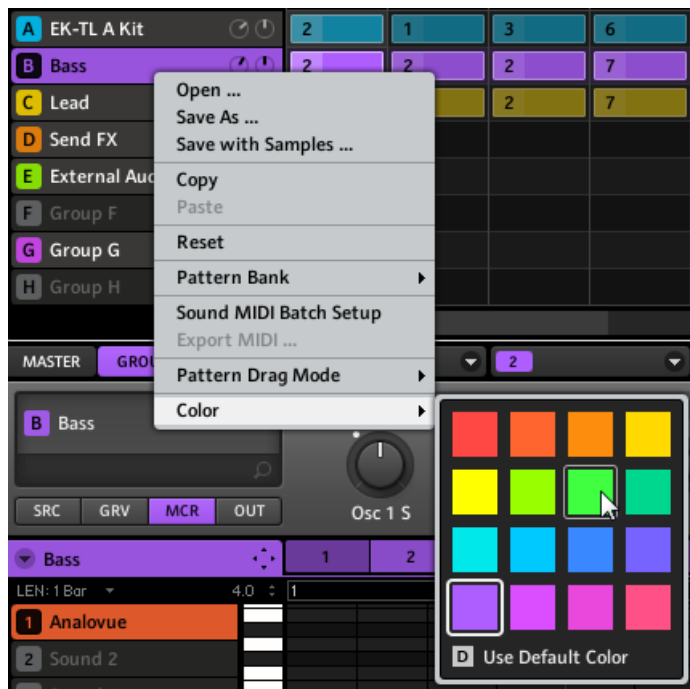 A EK-TL A Kit 2 1 3 6
B Bass 2 2 2 7
C Lead 2 7
D Send FX
E External Aud
F Group F
G Group G
H Group H
Open ...
Save As ...
Save with Samples ...
Copy
Paste
Reset
Pattern Bank
Sound MIDI Batch Setup
Export MIDI ...
Pattern Drag Mode
Color
MASTER GROU 2
B Bass
SRC GRV MCR OUT
Osc 1 S
Bass 1 2
LEN: 1 Bar 4.0 1
1 Analovue
2 Sound 2
D Use Default Color